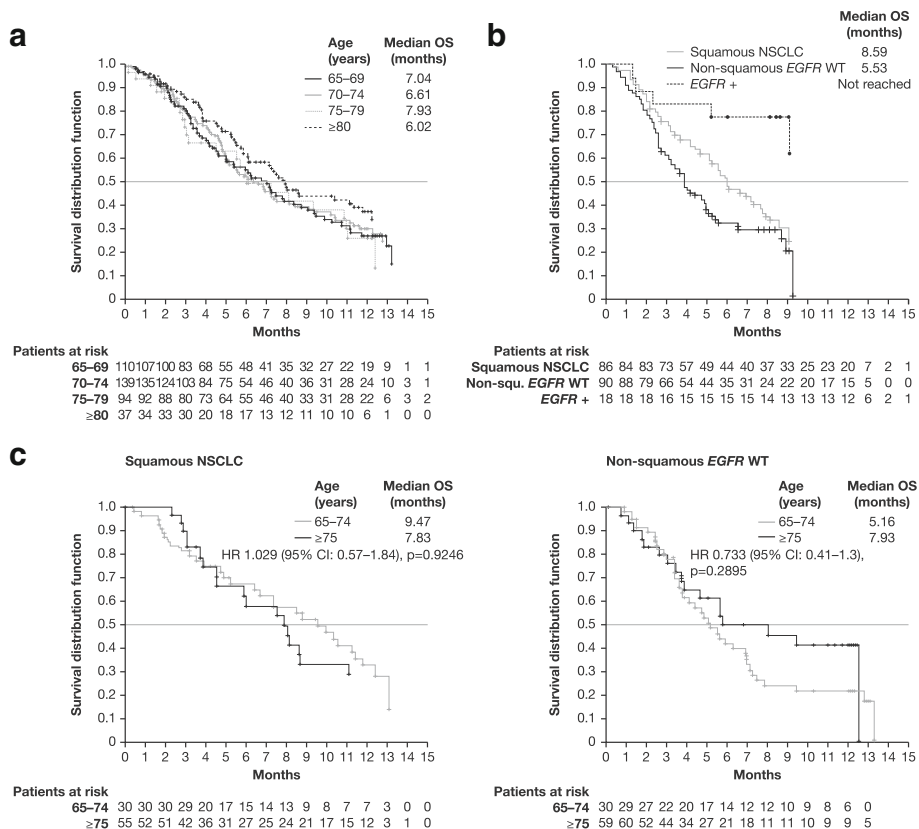 a
Age Median OS
(years) (months)
65–69 7.04
70–74 6.61
75–79 7.93
≥80 6.02
Survival distribution function
1.0
0.9
0.8
0.7
0.6
0.5
0.4
0.3
0.2
0.1
0
0 1 2 3 4 5 6 7 8 9 10 11 12 13 14 15
Months
Patients at risk
65–69 110 107 100 83 68 55 48 41 35 32 27 22 19 9 1 1
70–74 139 135 124 103 84 75 54 46 40 36 31 28 24 10 3 1
75–79 94 92 88 80 73 64 55 46 40 33 31 28 22 6 3 2
≥80 37 34 33 30 20 18 17 13 12 11 10 10 6 1 0 0
b
Median OS
(months)
Squamous NSCLC 8.59
Non-squamous EGFR WT 5.53
EGFR + Not reached
Survival distribution function
1.0
0.9
0.8
0.7
0.6
0.5
0.4
0.3
0.2
0.1
0
0 1 2 3 4 5 6 7 8 9 10 11 12 13 14 15
Months
Patients at risk
Squamous NSCLC 86 84 83 73 57 49 44 40 37 33 25 23 20 7 2 1
Non-squ. EGFR WT 90 88 79 66 54 44 35 31 24 22 20 17 15 5 0 0
EGFR + 18 18 18 16 15 15 15 15 14 13 13 12 6 2 1
c
Squamous NSCLC
Age Median OS
(years) (months)
65–74 9.47
≥75 7.83
HR 1.029 (95% CI: 0.57–1.84), p=0.9246
Survival distribution function
1.0
0.9
0.8
0.7
0.6
0.5
0.4
0.3
0.2
0.1
0
0 1 2 3 4 5 6 7 8 9 10 11 12 13 14 15
Months
Patients at risk
65–74 30 30 30 29 20 17 15 14 13 9 8 7 7 3 0 0
≥75 55 52 51 42 36 31 27 25 24 21 17 15 12 3 1 0
Non-squamous EGFR WT
Age Median OS
(years) (months)
65–74 5.16
≥75 7.93
HR 0.733 (95% CI: 0.41–1.3),
p=0.2895
Survival distribution function
1.0
0.9
0.8
0.7
0.6
0.5
0.4
0.3
0.2
0.1
0
0 1 2 3 4 5 6 7 8 9 10 11 12 13 14 15
Months
Patients at risk
65–74 30 29 27 22 20 17 14 12 12 10 9 8 6 0
≥75 59 60 52 44 34 27 21 18 11 11 10 9 9 5